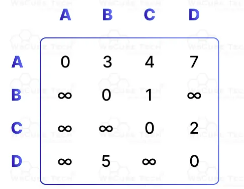 A B C D
A 0 3 4 7
B ∞ 0 1 ∞
C ∞ ∞ 0 2
D ∞ 5 ∞ 0